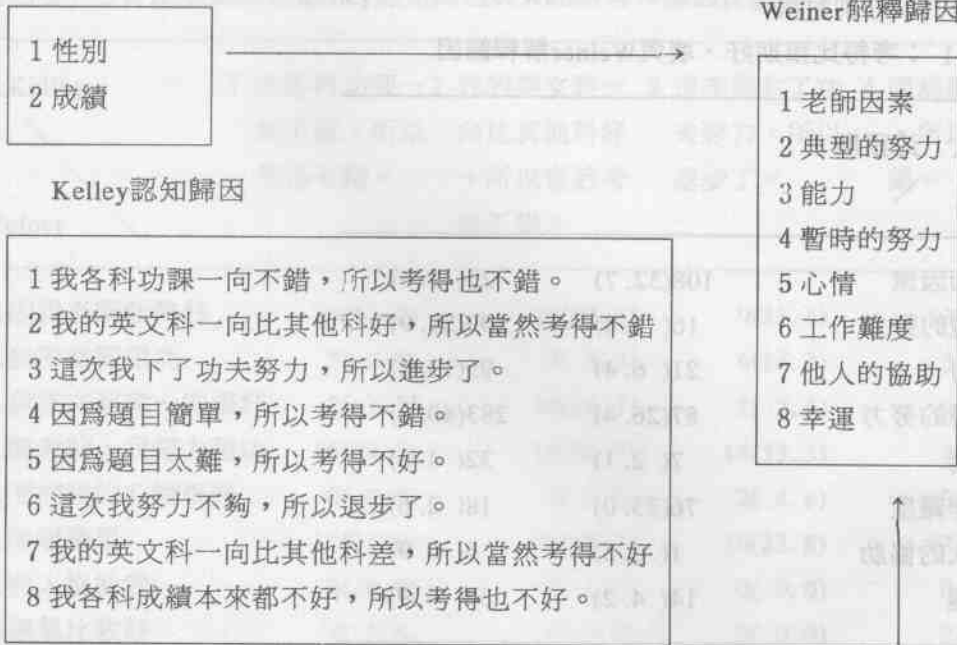 Weiner解釋歸因
1 性別
2 成績
1 老師因素
2 典型的努力
3 能力
4 暫時的努力
5 心情
6 工作難度
7 他人的協助
8 幸運
Kelley認知歸因
1 我各科功課一向不錯，所以考得也不錯。
2 我的英文科一向比其他科好，所以當然考得不錯
3 這次我下了功夫努力，所以進步了。
4 因爲題目簡單，所以考得不錯。
5 因爲題目太難，所以考得不好。
6 這次我努力不夠，所以退步了。
7 我的英文科一向比其他科差，所以當然考得不好
8 我各科成績本來都不好，所以考得也不好。